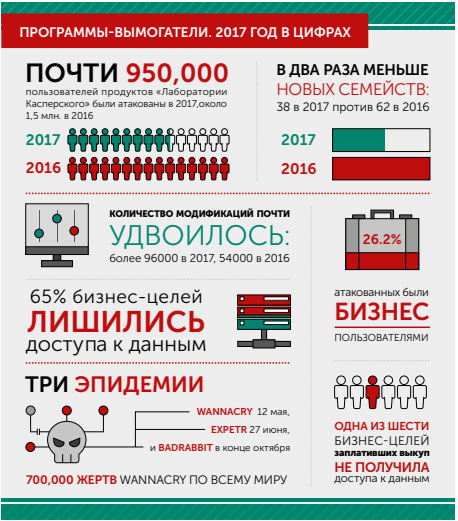 ПРОГРАММЫ-ВЫМОГАТЕЛИ. 2017 ГОД В ЦИФРАХ
ПОЧТИ 950,000
пользователей продуктов «Лаборатории
Касперского» были атакованы в 2017,около
1,5 млн. в 2016
2017
2016
В ДВА РАЗА МЕНЬШЕ
НОВЫХ СЕМЕЙСТВ:
38 в 2017 против 62 в 2016
2017
2016
КОЛИЧЕСТВО МОДИФИКАЦИЙ ПОЧТИ
УДВОИЛОСЬ:
более 96000 в 2017, 54000 в 2016
26.2%
атакованных были
БИЗНЕС
ПОЛЬЗОВАТЕЛЯМИ
65% бизнес-целей
ЛИШИЛИСЬ
доступа к данным
ТРИ ЭПИДЕМИИ
WANNACRY 12 мая,
EXPETR 27 июня,
и BADRABBIT в конце октября
700,000 ЖЕРТВ WANNACRY ПО ВСЕМУ МИРУ
ОДНА ИЗ ШЕСТИ
БИЗНЕС-ЦЕЛЕЙ
заплативших выкуп
НЕ ПОЛУЧИЛА
доступа к данным